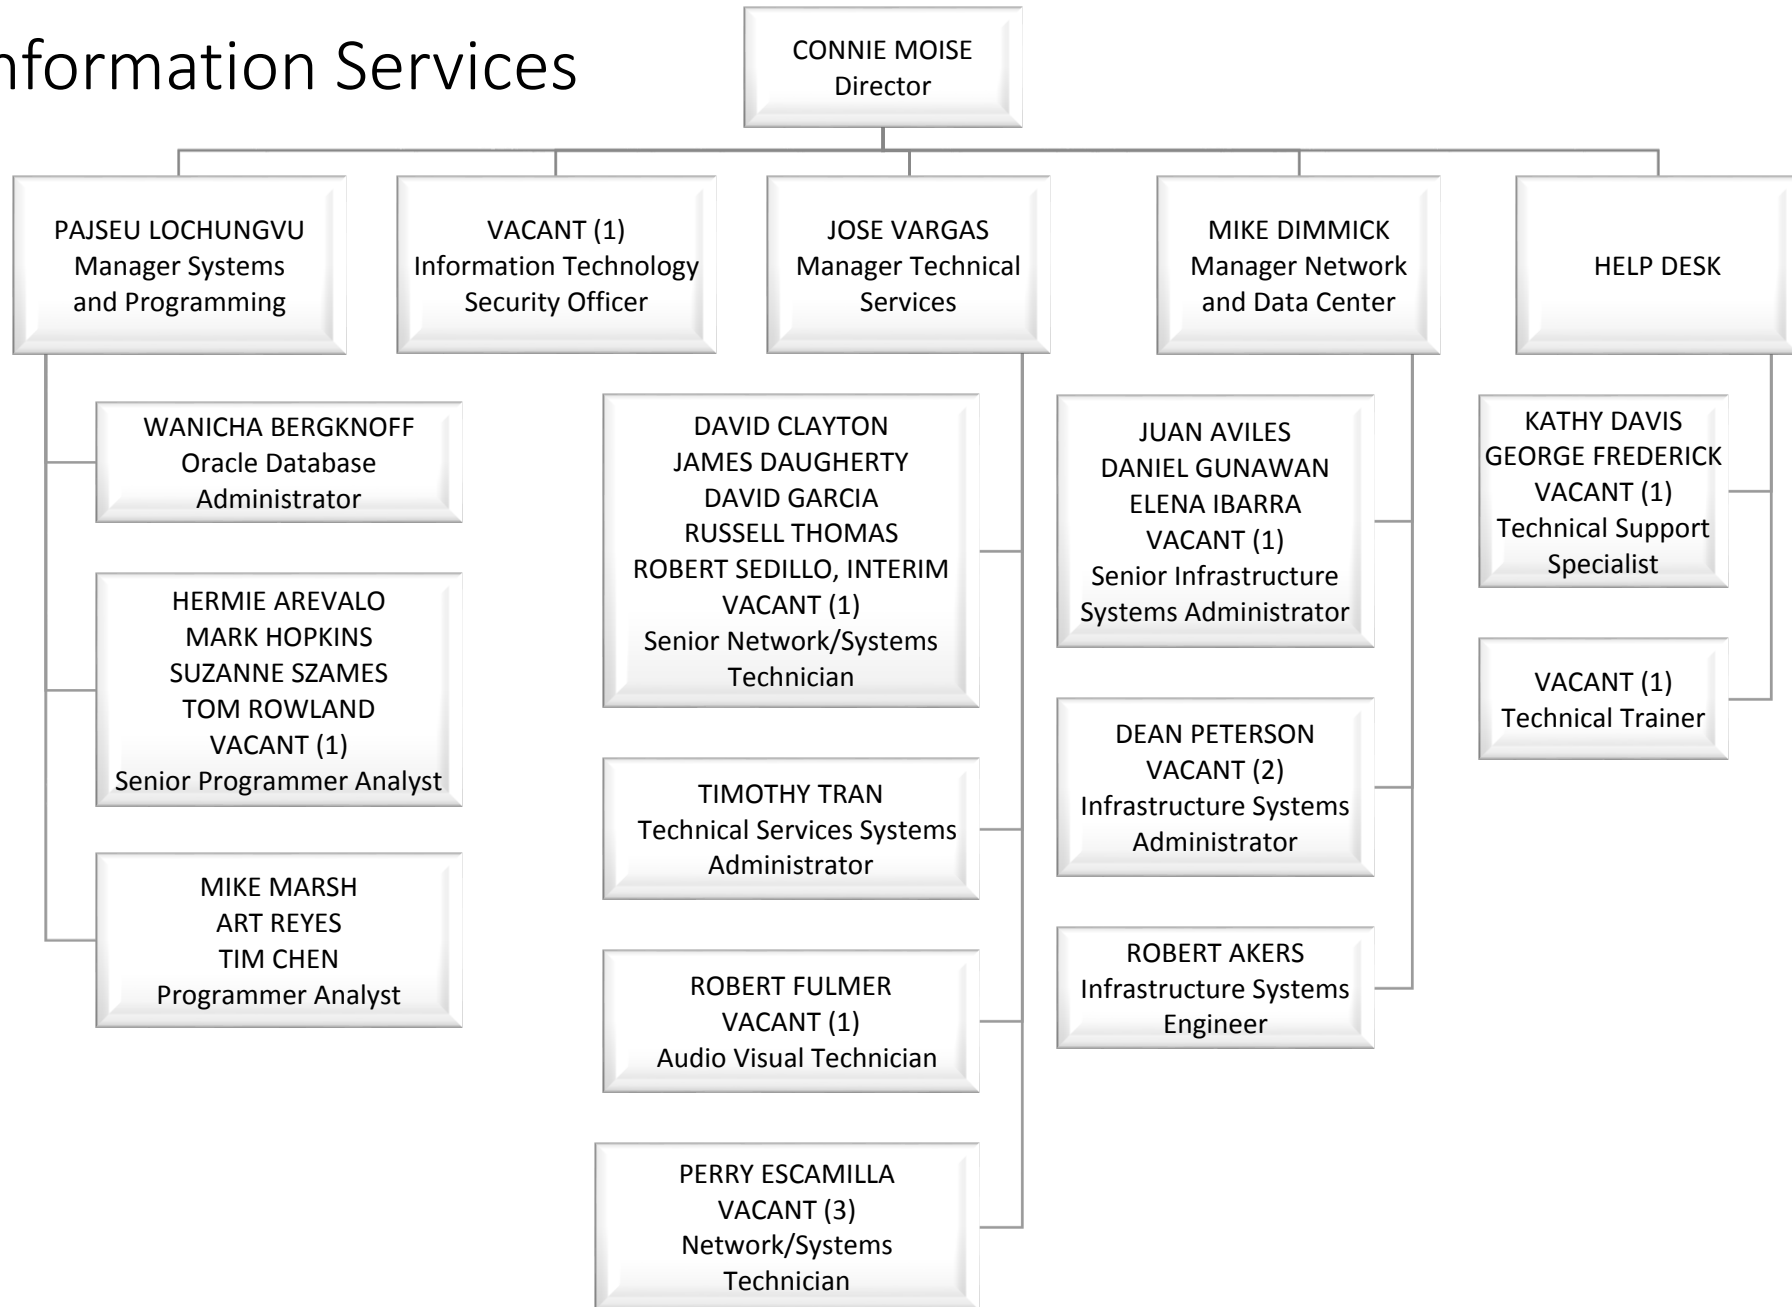 nformation Services
CONNIE MOISE
Director
PAJSEU LOCHUNGVU
Manager Systems
and Programming
VACANT (1)
Information Technology
Security Officer
JOSE VARGAS
Manager Technical
Services
MIKE DIMMICK
Manager Network
and Data Center
HELP DESK
WANICHA BERGKNOFF
Oracle Database
Administrator
HERMIE AREVALO
MARK HOPKINS
SUZANNE SZAMES
TOM ROWLAND
VACANT (1)
Senior Programmer Analyst
MIKE MARSH
ART REYES
TIM CHEN
Programmer Analyst
DAVID CLAYTON
JAMES DAUGHERTY
DAVID GARCIA
RUSSELL THOMAS
ROBERT SEDILLO, INTERIM
VACANT (1)
Senior Network/Systems
Technician
TIMOTHY TRAN
Technical Services Systems
Administrator
ROBERT FULMER
VACANT (1)
Audio Visual Technician
PERRY ESCAMILLA
VACANT (3)
Network/Systems
Technician
JUAN AVILES
DANIEL GUNAWAN
ELENA IBARRA
VACANT (1)
Senior Infrastructure
Systems Administrator
DEAN PETERSON
VACANT (2)
Infrastructure Systems
Administrator
ROBERT AKERS
Infrastructure Systems
Engineer
KATHY DAVIS
GEORGE FREDERICK
VACANT (1)
Technical Support
Specialist
VACANT (1)
Technical Trainer